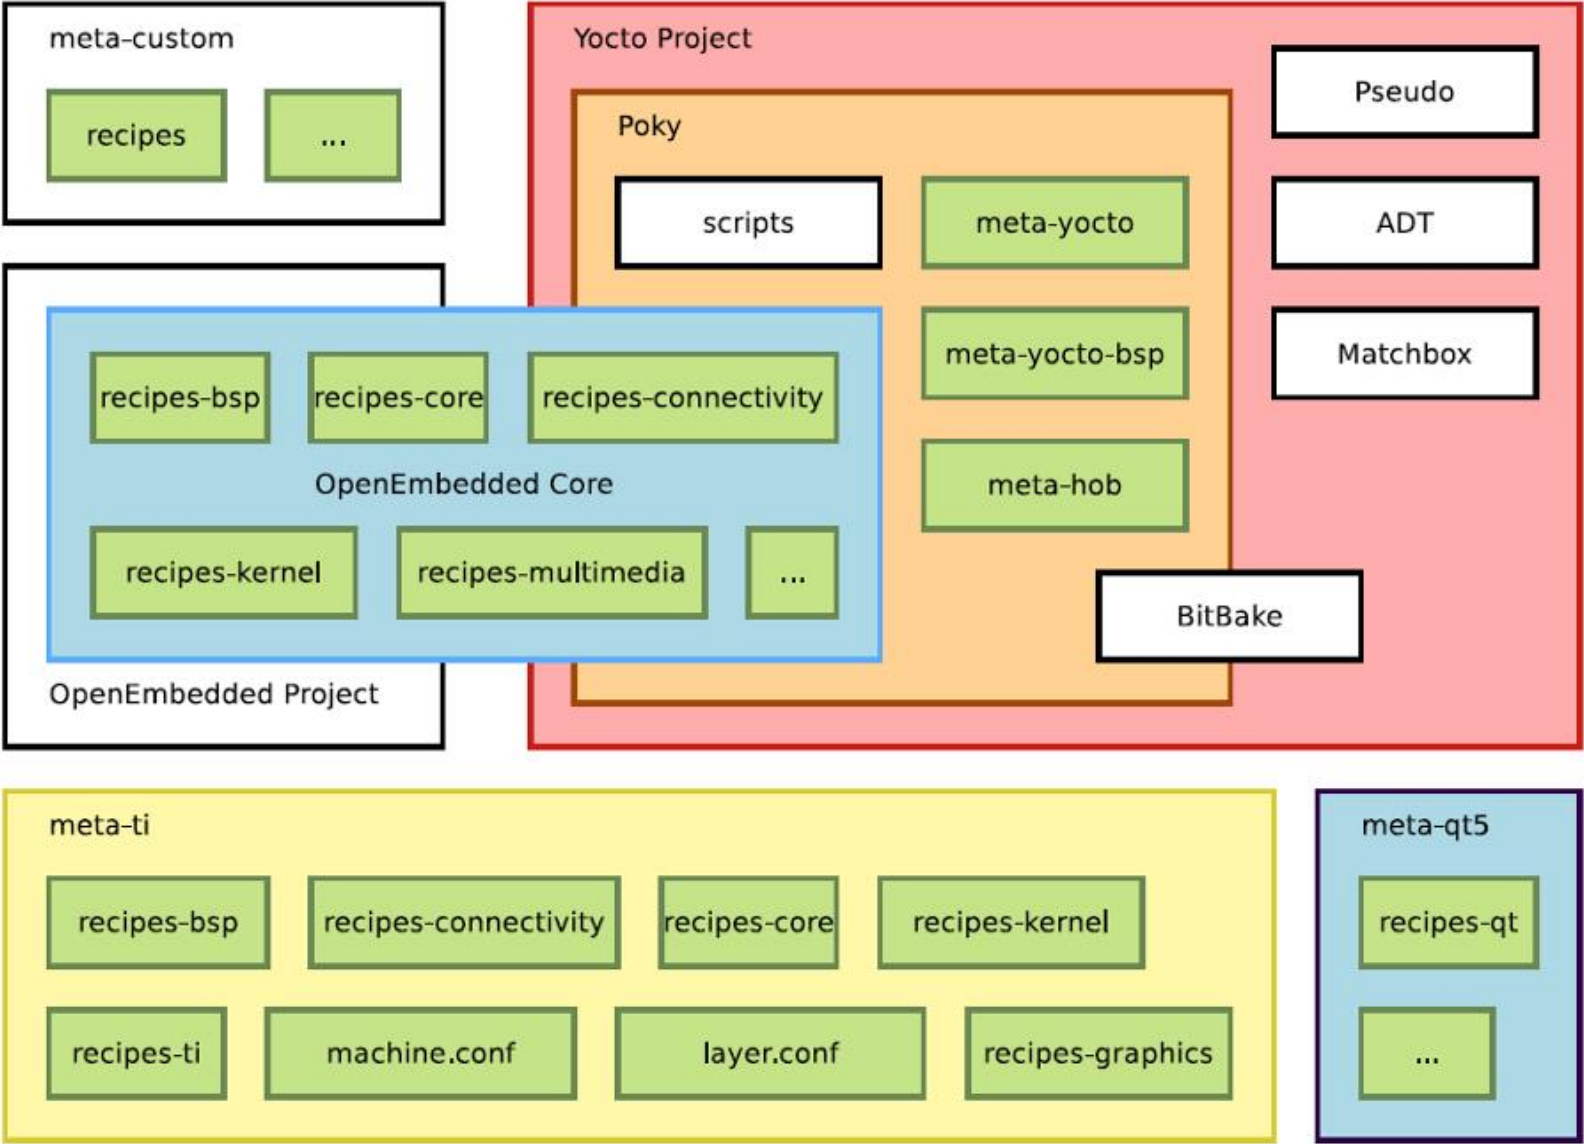 meta-custom
recipes
...
Yocto Project
Pseudo
Poky
scripts
meta-yocto
ADT
meta-yocto-bsp
Matchbox
meta-hob
BitBake
recipes-bsp
recipes-core
recipes-connectivity
OpenEmbedded Core
recipes-kernel
recipes-multimedia
...
OpenEmbedded Project
meta-ti
recipes-bsp
recipes-connectivity
recipes-core
recipes-kernel
recipes-ti
machine.conf
layer.conf
recipes-graphics
meta-qt5
recipes-qt
...